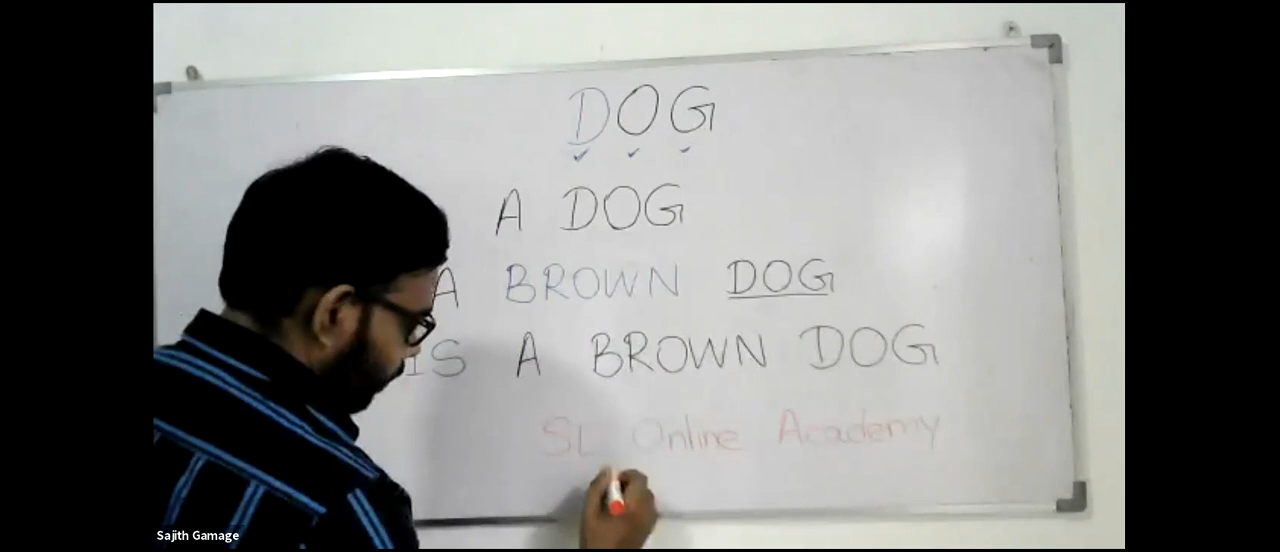 DOG
A DOG
A BROWN DOG
IS A BROWN DOG
SL Online Academy
Sajith Gamage